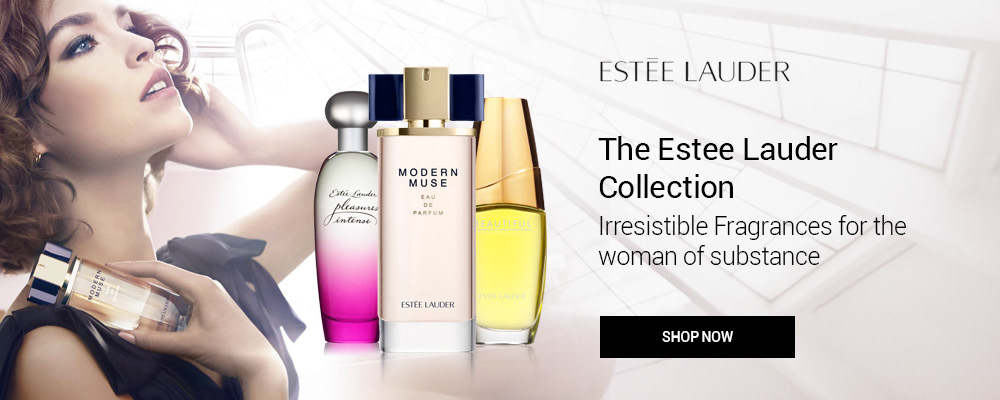 ESTĒE LAUDER
The Estee Lauder
Collection
Irresistible Fragrances for the
woman of substance
SHOP NOW
Estēe Lauder
pleasures
intense
MODERN
MUSE
EAU
DE
PARFUM
ESTĒE LAUDER
BEAUTIFUL
ESTĒE LAUDER
MODERN
MUSE